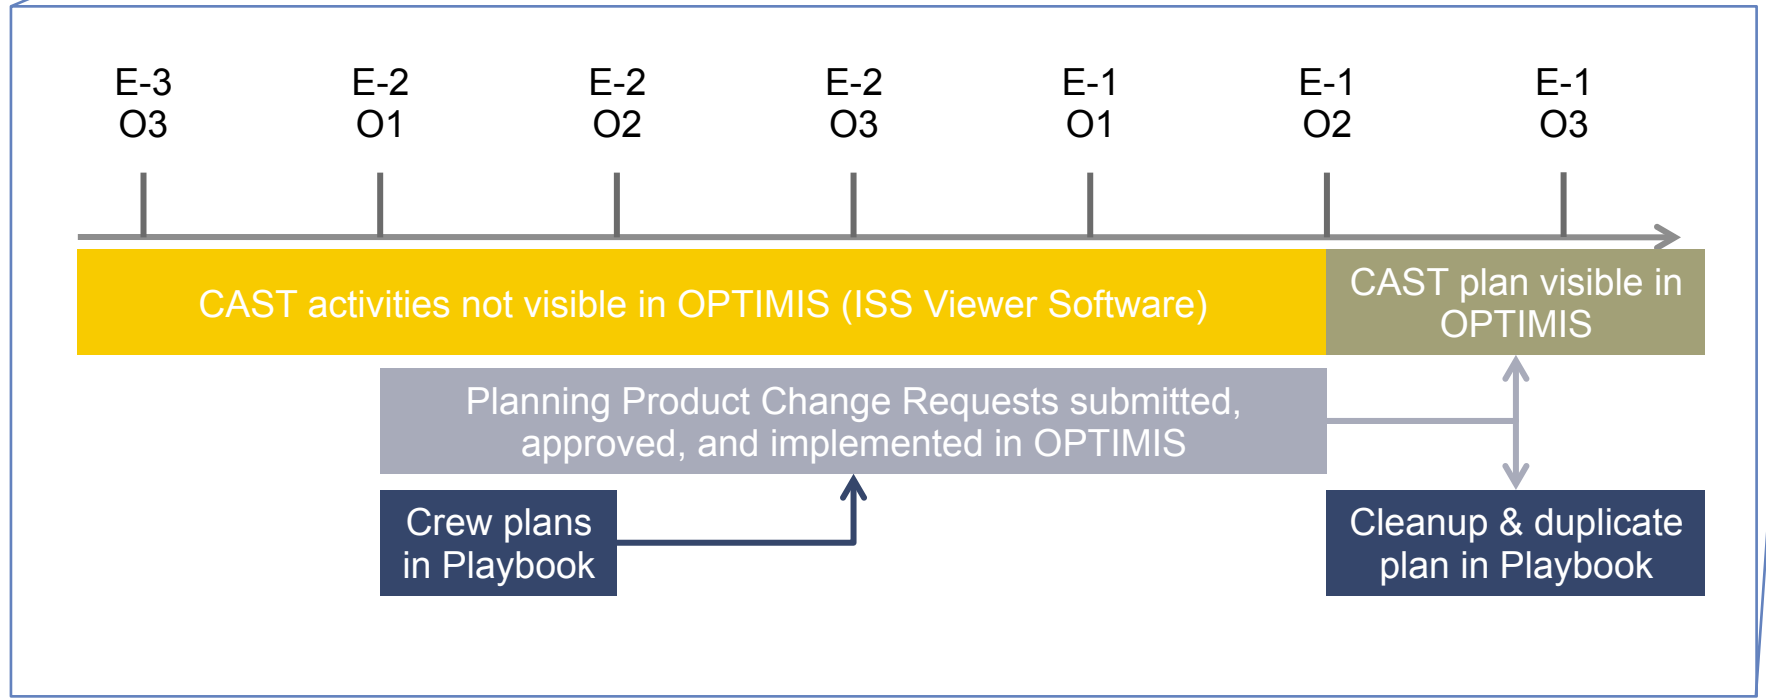 E-3 E-2 E-2 E-2 E-1 E-1 E-1
O3 O1 O2 O3 O1 O2 O3
CAST activities not visible in OPTIMIS (ISS Viewer Software)
CAST plan visible in
OPTIMIS
Planning Product Change Requests submitted,
approved, and implemented in OPTIMIS
Crew plans
in Playbook
Cleanup & duplicate
plan in Playbook